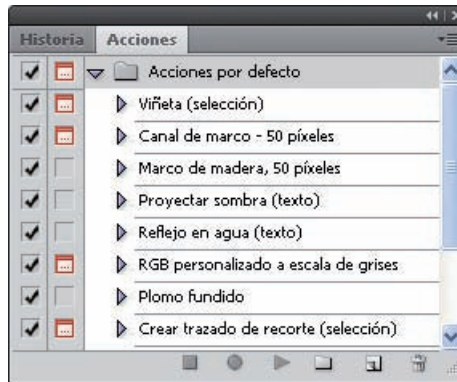 Historia Acciones
Acciones por defecto
Viñeta (selección)
Canal de marco - 50 píxeles
Marco de madera, 50 píxeles
Proyectar sombra (texto)
Reflejo en agua (texto)
RGB personalizado a escala de grises
Plomo fundido
Crear trazado de recorte (selección)